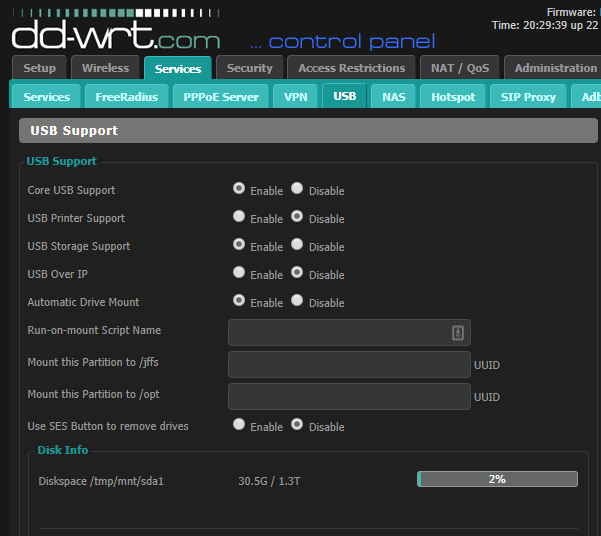 Firmware:
dd-wrt.com ... control panel
Time: 20:29:39 up 22
Setup Wireless Services Security Access Restrictions NAT / QoS Administration
Services FreeRadius PPPoE Server VPN USB NAS Hotspot SIP Proxy
USB Support
USB Support
Core USB Support Enable Disable
USB Printer Support Enable Disable
USB Storage Support Enable Disable
USB Over IP Enable Disable
Automatic Drive Mount Enable Disable
Run-on-mount Script Name
Mount this Partition to /jffs UUID
Mount this Partition to /opt UUID
Use SES Button to remove drives Enable Disable
Disk Info
Diskspace /tmp/mnt/sda1 30.5G / 1.3T 2%